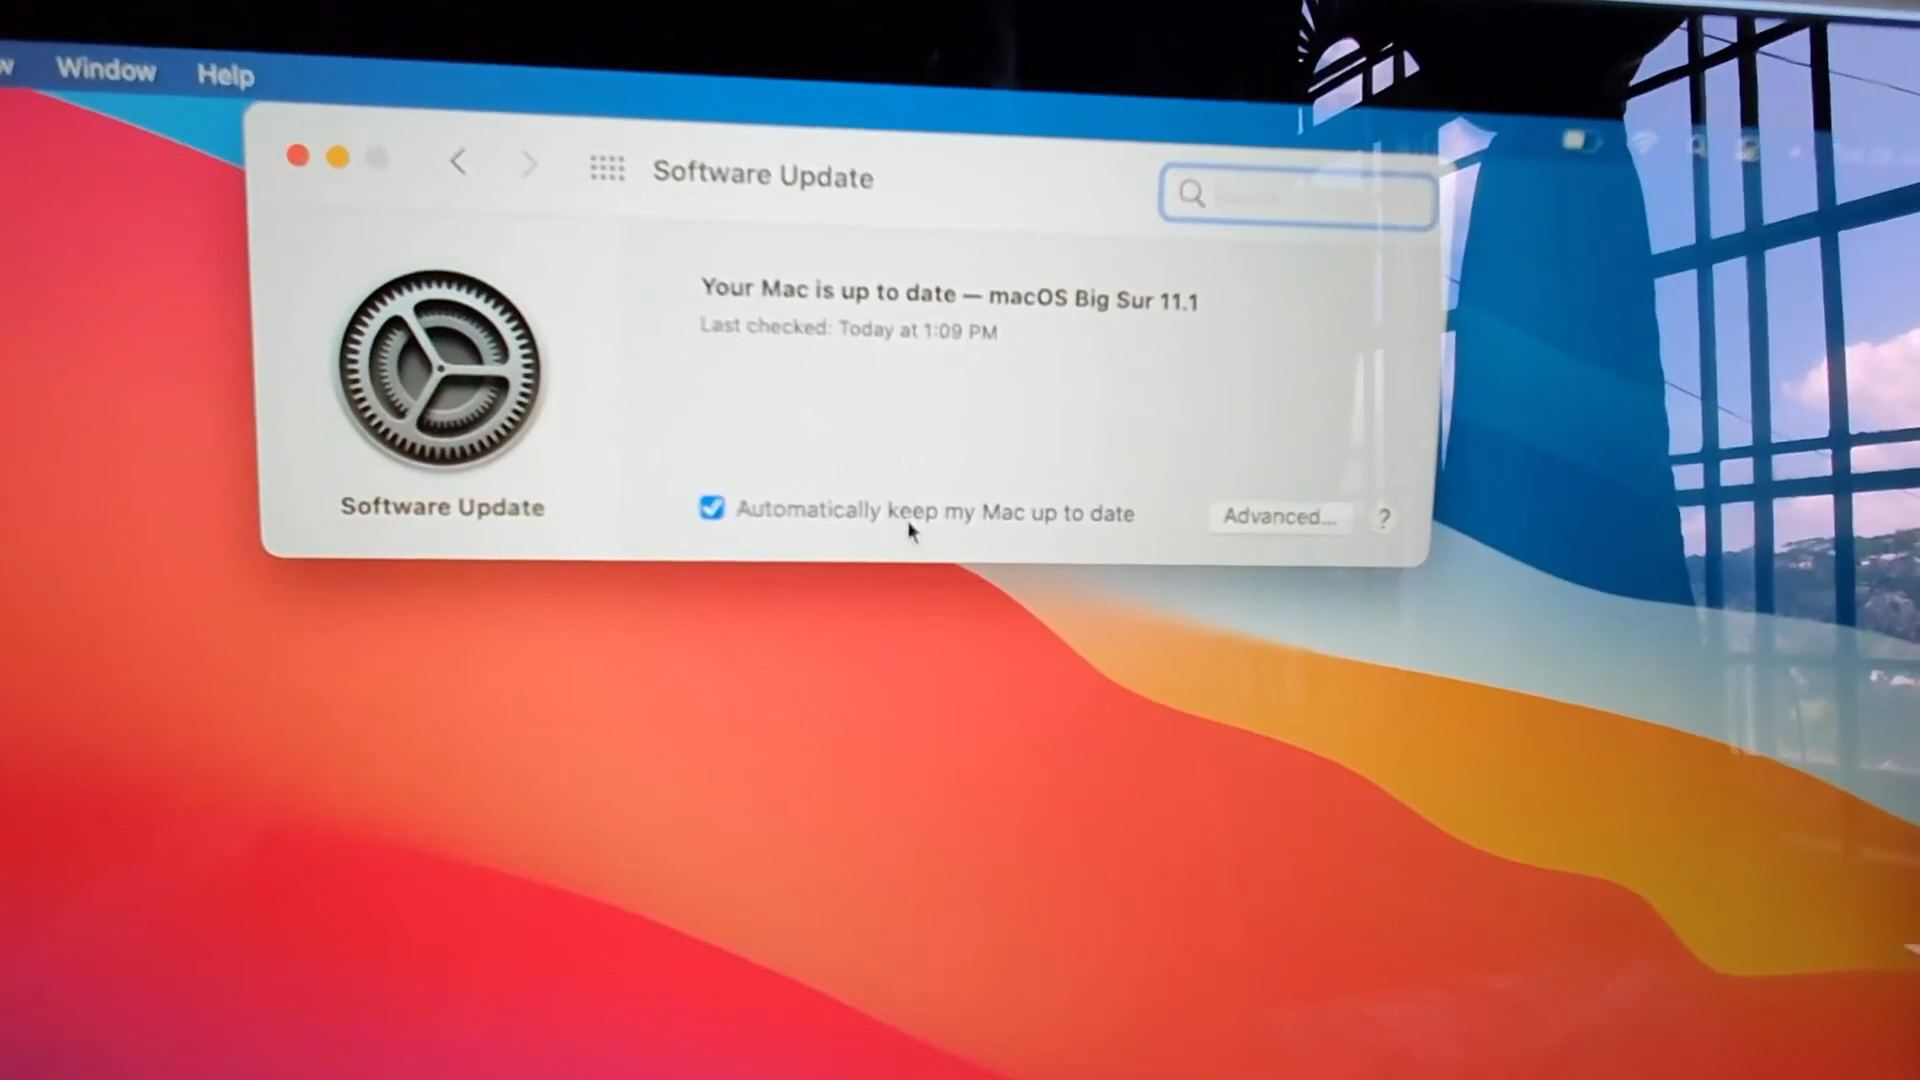 Window Help
Software Update
Your Mac is up to date — macOS Big Sur 11.1
Last checked: Today at 1:09 PM
Software Update
Automatically keep my Mac up to date
Advanced...
?